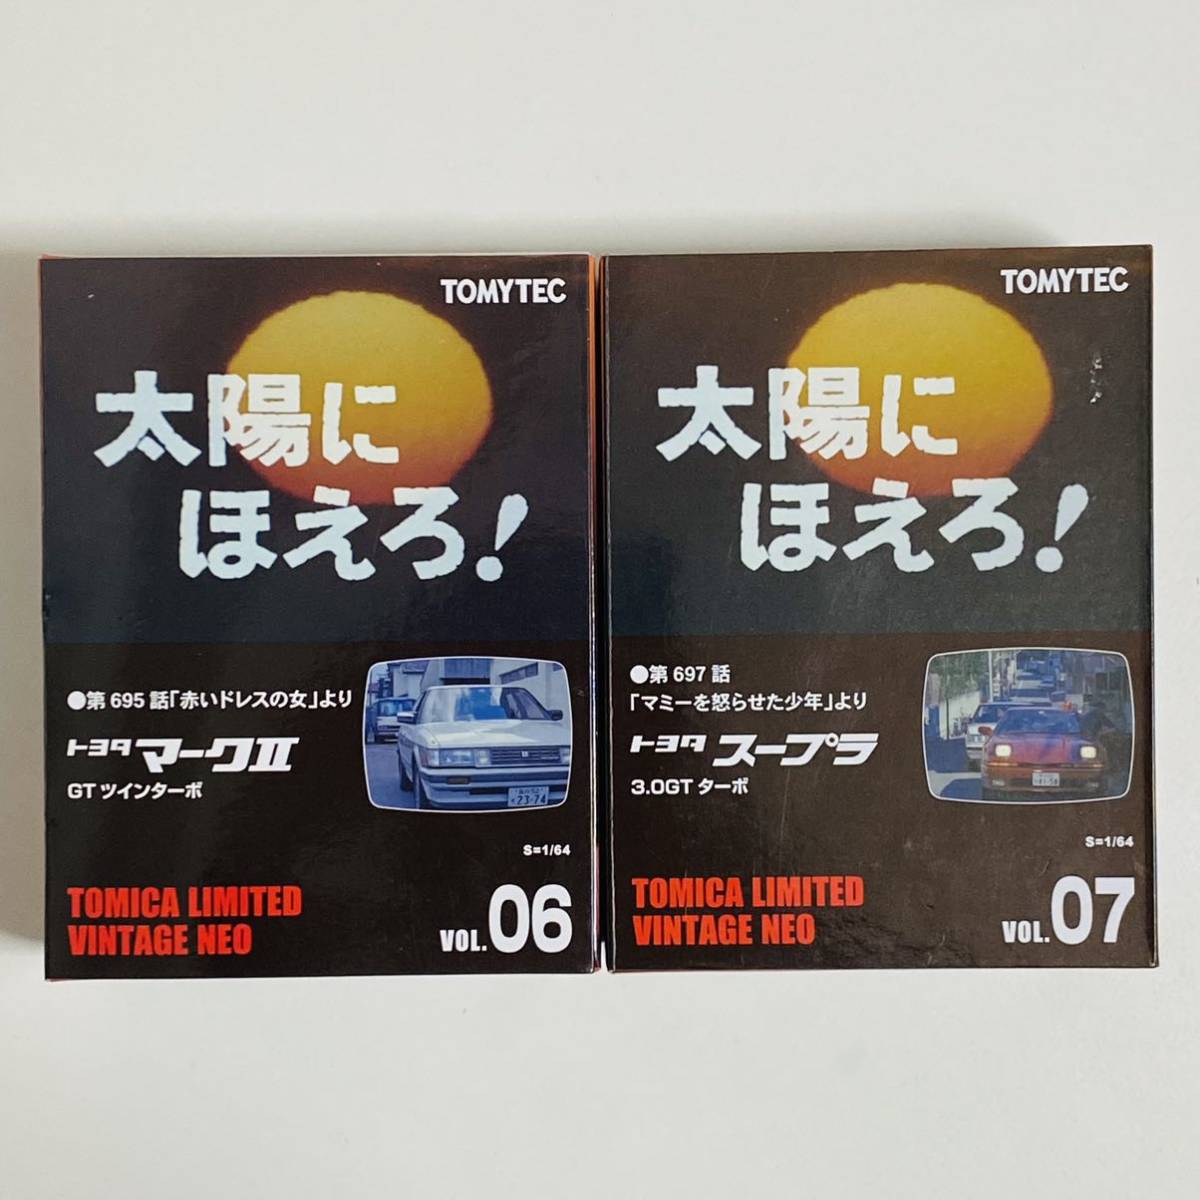 TOMYTEC
太陽に
ほえろ!
●第695話「赤いドレスの女」より
トヨタ マークII
GTツインターボ
23-74
S=1/64
TOMICA LIMITED
VINTAGE NEO
VOL.06
TOMYTEC
太陽に
ほえろ!
●第697話
「マミーを怒らせた少年」より
トヨタ スープラ
3.0GTターボ
S=1/64
TOMICA LIMITED
VINTAGE NEO
VOL.07